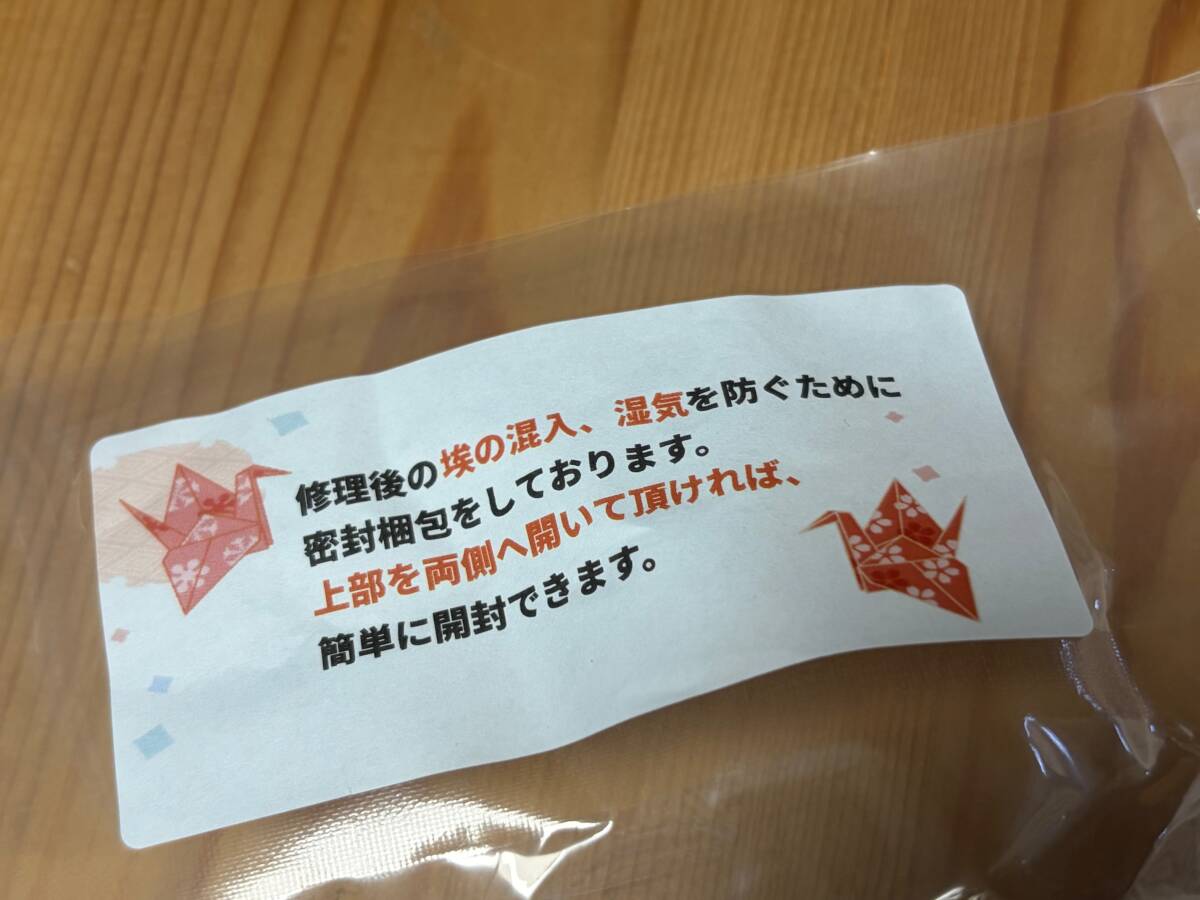 修理後の埃の混入、湿気を防ぐために
密封梱包をしております。
上部を両側へ開いて頂ければ、
簡単に開封できます。